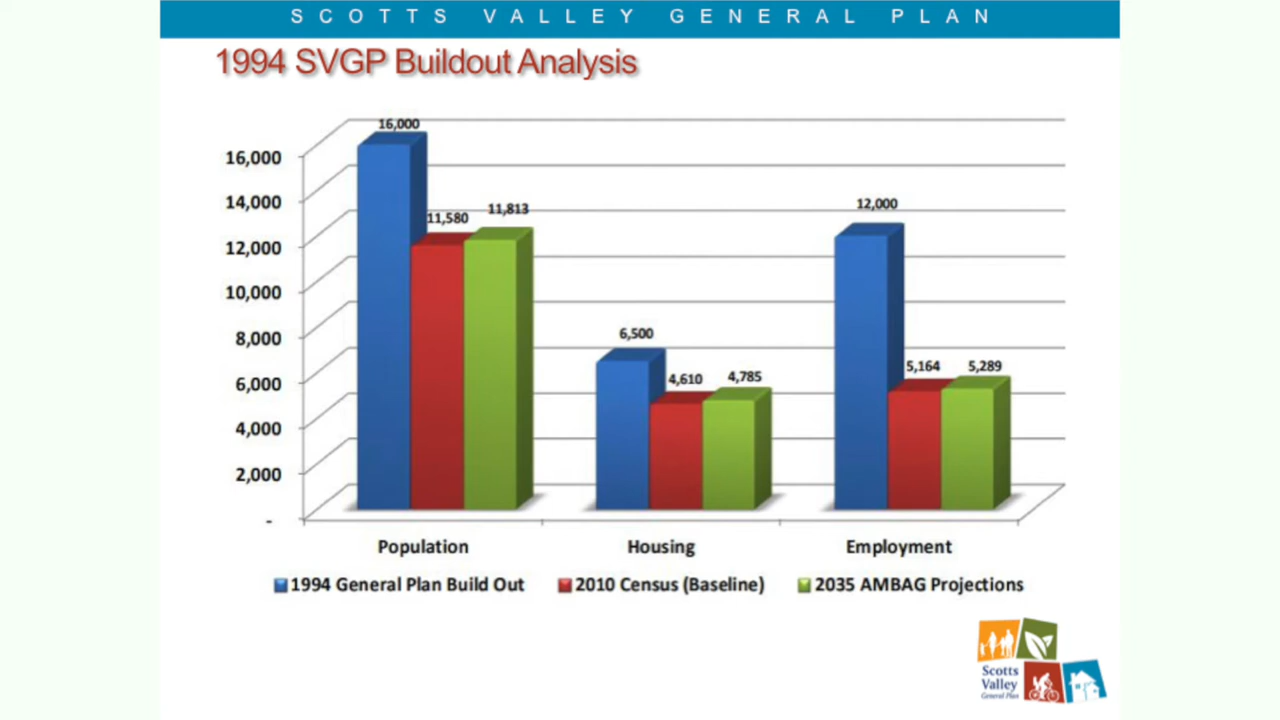 SCOTTS VALLEY GENERAL PLAN
1994 SVGP Buildout Analysis
16,000
11,580
11,813
6,500
4,610
4,785
12,000
5,164
5,289
16,000
14,000
12,000
10,000
8,000
6,000
4,000
2,000
-
Population Housing Employment
1994 General Plan Build Out 2010 Census (Baseline) 2035 AMBAG Projections
Scotts
Valley
General Plan